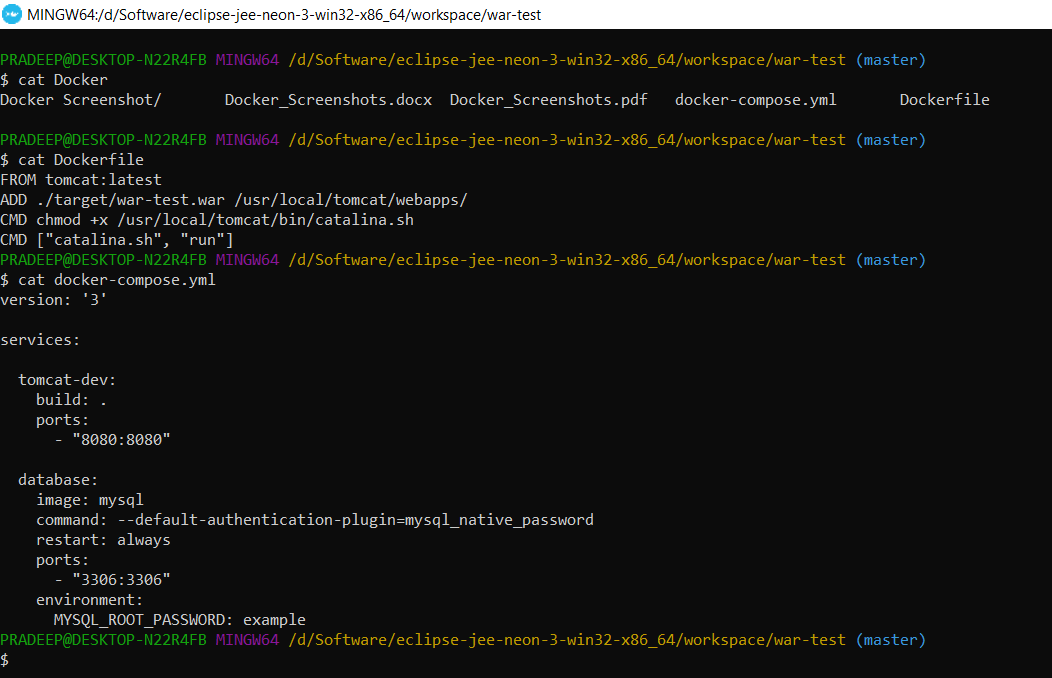 MINGW64:/d/Software/eclipse-jee-neon-3-win32-x86_64/workspace/war-test
PRADEEP@DESKTOP-N22R4FB MINGW64 /d/Software/eclipse-jee-neon-3-win32-x86_64/workspace/war-test (master)
$ cat Docker
Docker Screenshot/       Docker_Screenshots.docx  Docker_Screenshots.pdf   docker-compose.yml       Dockerfile
PRADEEP@DESKTOP-N22R4FB MINGW64 /d/Software/eclipse-jee-neon-3-win32-x86_64/workspace/war-test (master)
$ cat Dockerfile
FROM tomcat:latest
ADD ./target/war-test.war /usr/local/tomcat/webapps/
CMD chmod +x /usr/local/tomcat/bin/catalina.sh
CMD ["catalina.sh", "run"]
PRADEEP@DESKTOP-N22R4FB MINGW64 /d/Software/eclipse-jee-neon-3-win32-x86_64/workspace/war-test (master)
$ cat docker-compose.yml
version: '3'
services:
  tomcat-dev:
    build: .
    ports:
      - "8080:8080"
  database:
    image: mysql
    command: --default-authentication-plugin=mysql_native_password
    restart: always
    ports:
      - "3306:3306"
    environment:
      MYSQL_ROOT_PASSWORD: example
PRADEEP@DESKTOP-N22R4FB MINGW64 /d/Software/eclipse-jee-neon-3-win32-x86_64/workspace/war-test (master)
$